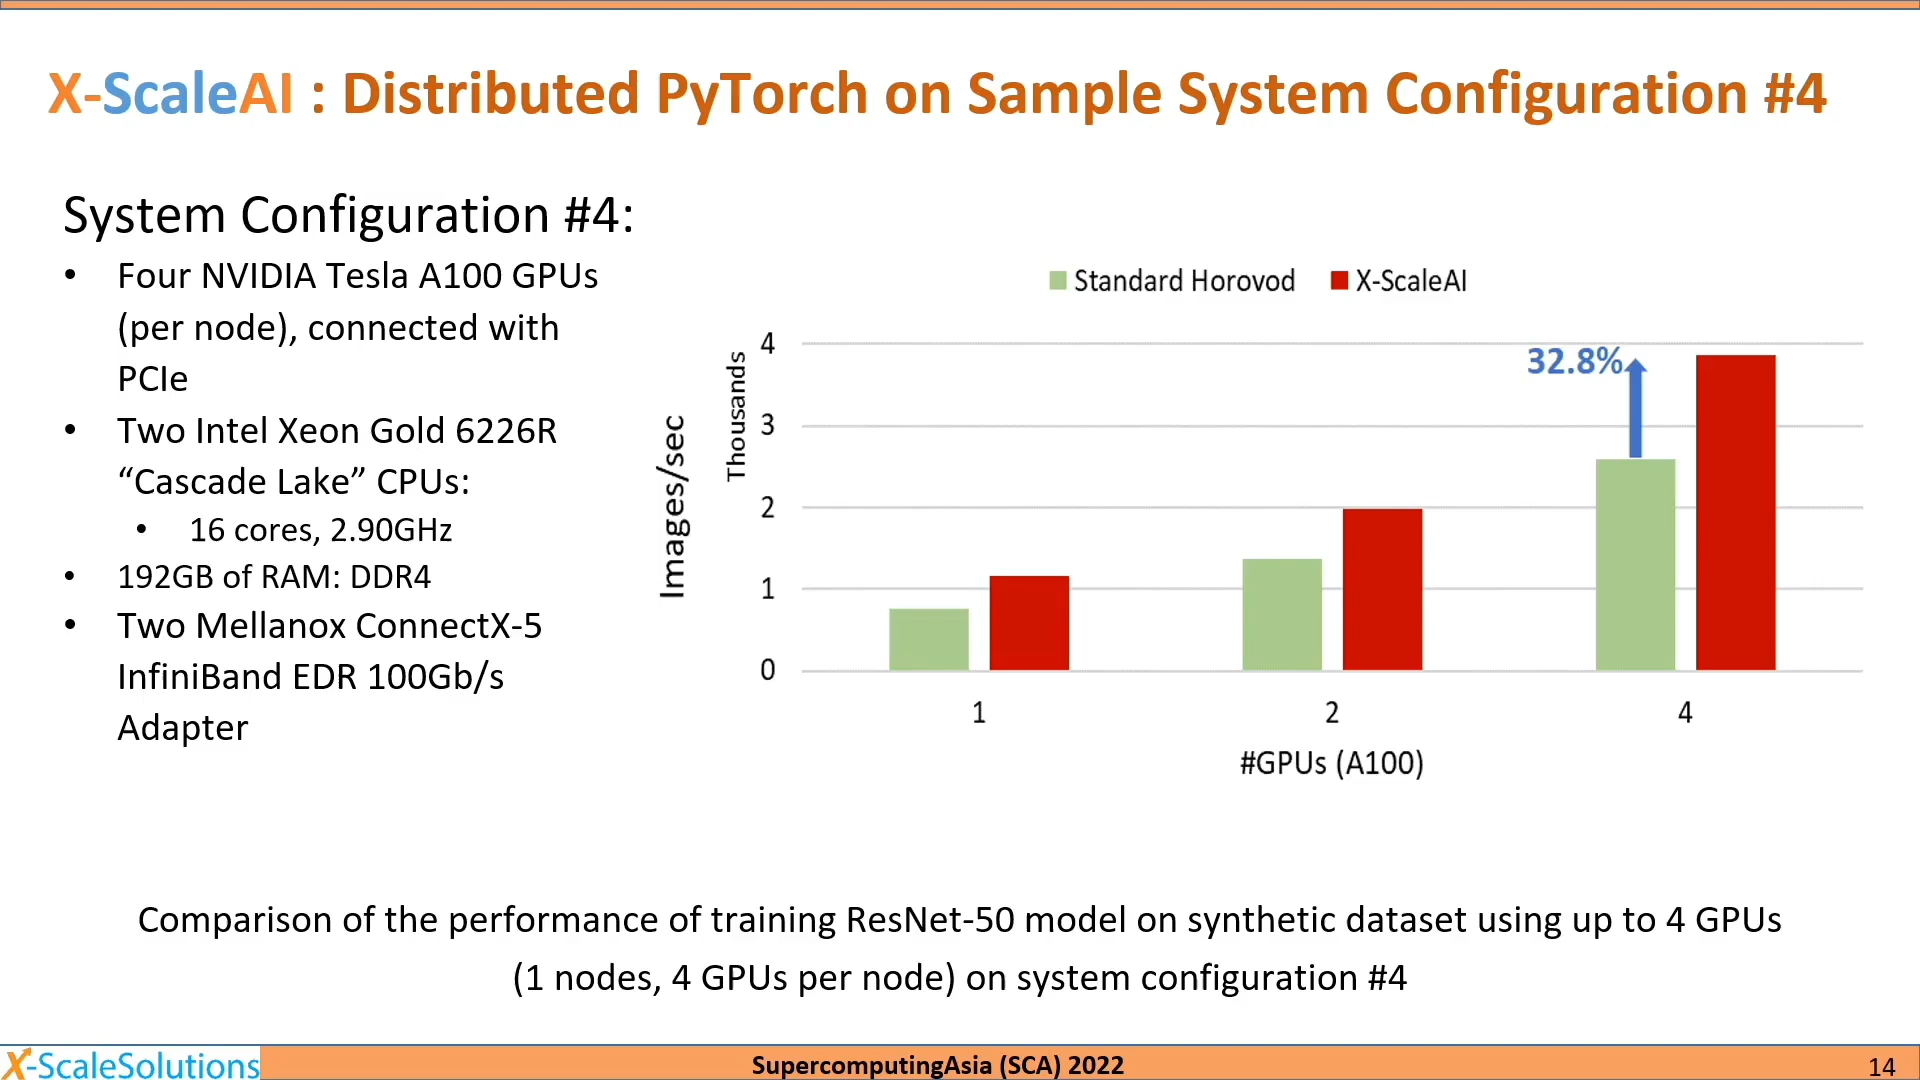 X-ScaleAI : Distributed PyTorch on Sample System Configuration #4
System Configuration #4:
• Four NVIDIA Tesla A100 GPUs
(per node), connected with
PCIe
• Two Intel Xeon Gold 6226R
“Cascade Lake” CPUs:
• 16 cores, 2.90GHz
• 192GB of RAM: DDR4
• Two Mellanox ConnectX-5
InfiniBand EDR 100Gb/s
Adapter
Standard Horovod X-ScaleAI
Images/sec
Thousands
4
3
2
1
0
32.8%
1 2 4
#GPUs (A100)
Comparison of the performance of training ResNet-50 model on synthetic dataset using up to 4 GPUs
(1 nodes, 4 GPUs per node) on system configuration #4
X-ScaleSolutions
SupercomputingAsia (SCA) 2022
14